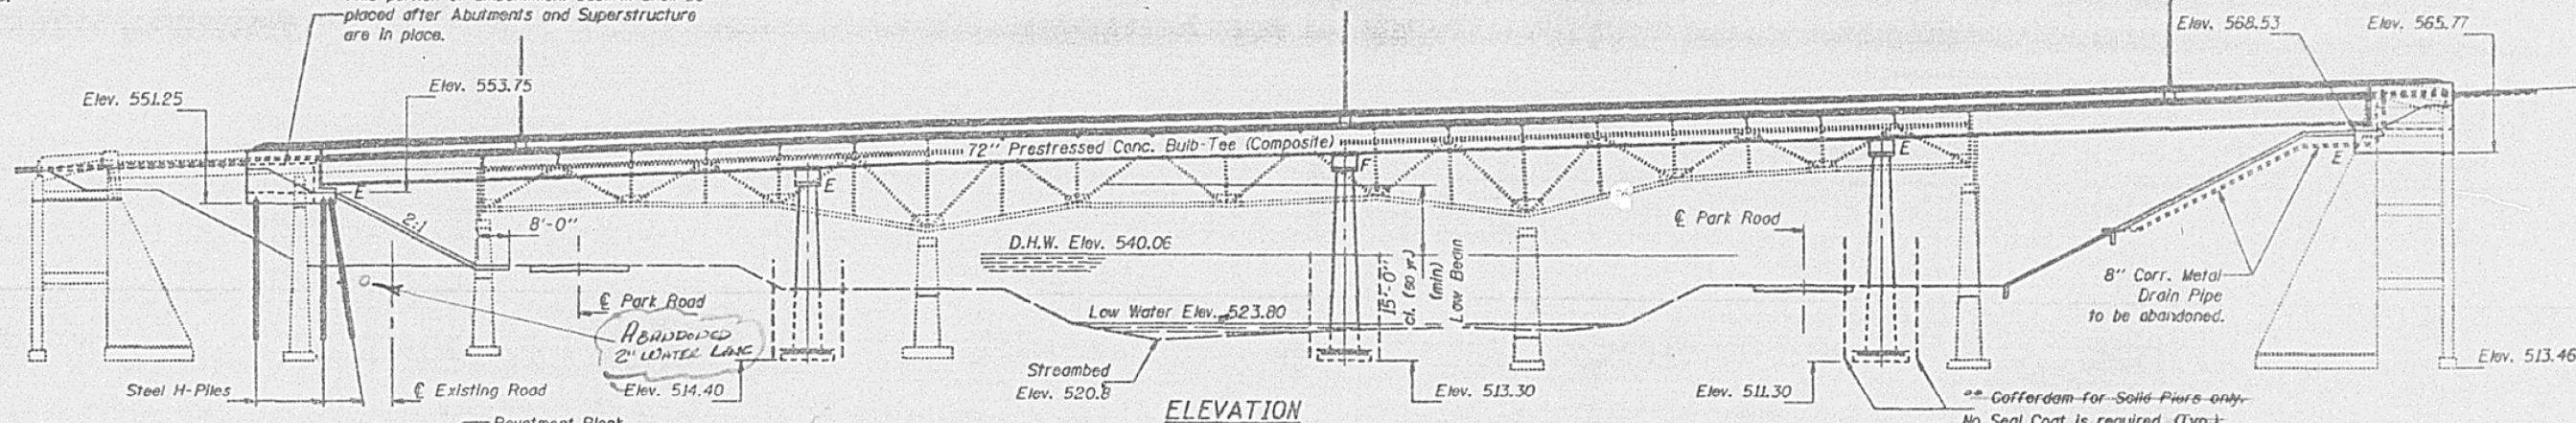 placed after Abutments and Superstructure
are in place.
Elev. 551.25
Elev. 553.75
Elev. 568.53
Elev. 565.77
72" Prestressed Conc. Bulb-Tee (Composite)
E
E
F
E
E
2:1
8'-0"
D.H.W. Elev. 540.06
℄ Park Road
℄ Park Road
15'-0"
cl. (50 yr.)
(min)
Low Beam
Low Water Elev. 523.80
8" Corr. Metal
Drain Pipe
to be abandoned.
ABANDONED
2" WATER LINE
Streambed
Elev. 520.8
Steel H-Piles
℄ Existing Road
Elev. 514.40
Elev. 513.30
Elev. 511.30
Elev. 513.46
ELEVATION
** Cofferdam for Solid Piers only.
No Seal Coat is required. (Typ.)